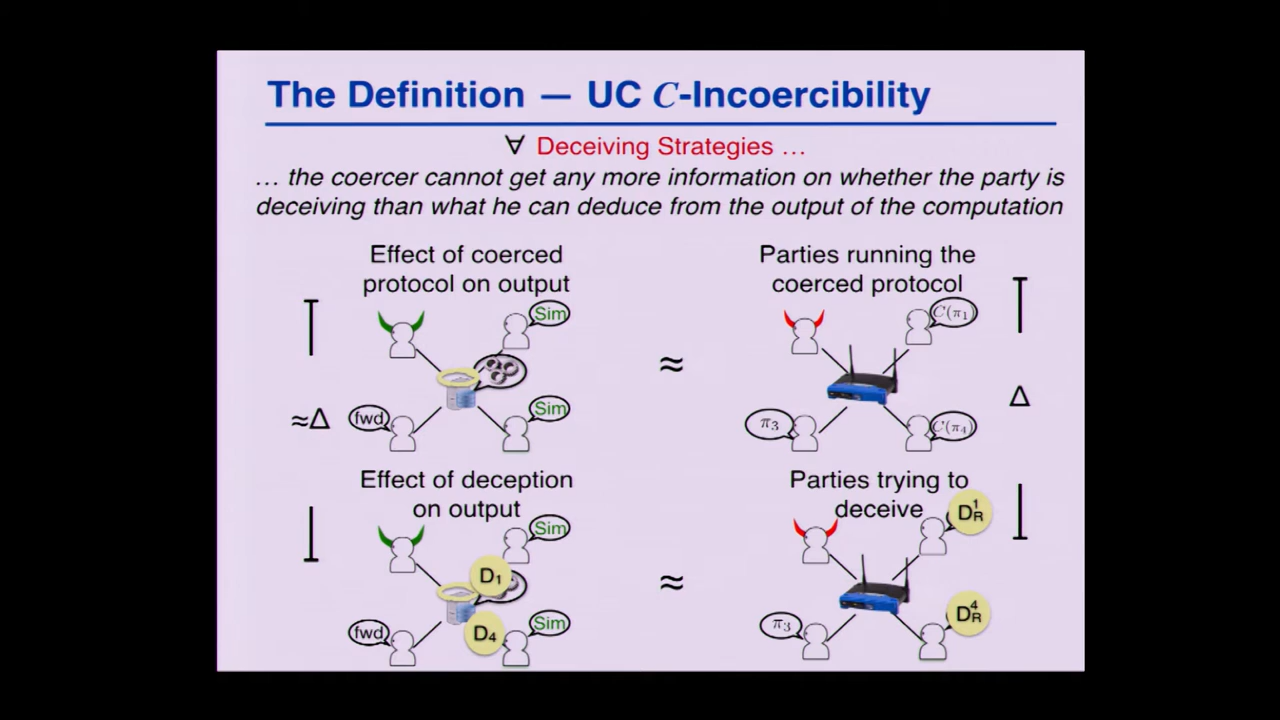 The Definition — UC C-Incoercibility
∀ Deceiving Strategies …
… the coercer cannot get any more information on whether the party is
deceiving than what he can deduce from the output of the computation
Effect of coerced
protocol on output
Sim
fwd
Sim
≈Δ
≈
Parties running the
coerced protocol
C(π₁)
π₃
C(π₄)
Δ
Effect of deception
on output
Sim
D₁
fwd
D₄
Sim
≈
Parties trying to
deceive
D¹_R
π₃
D⁴_R